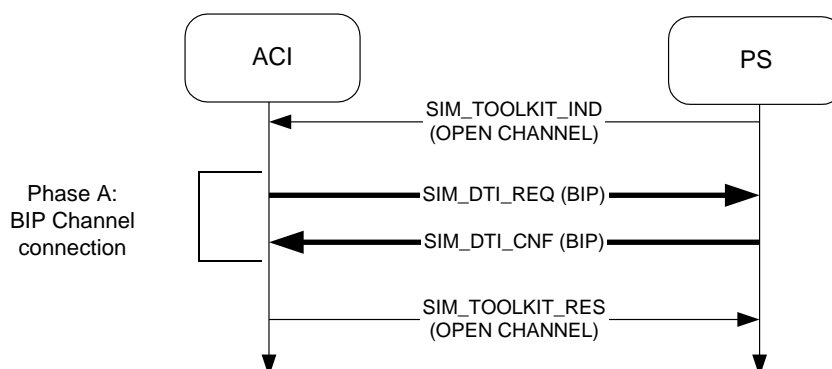 ACI
PS
SIM_TOOLKIT_IND
(OPEN CHANNEL)
Phase A:
BIP Channel
connection
SIM_DTI_REQ (BIP)
SIM_DTI_CNF (BIP)
SIM_TOOLKIT_RES
(OPEN CHANNEL)